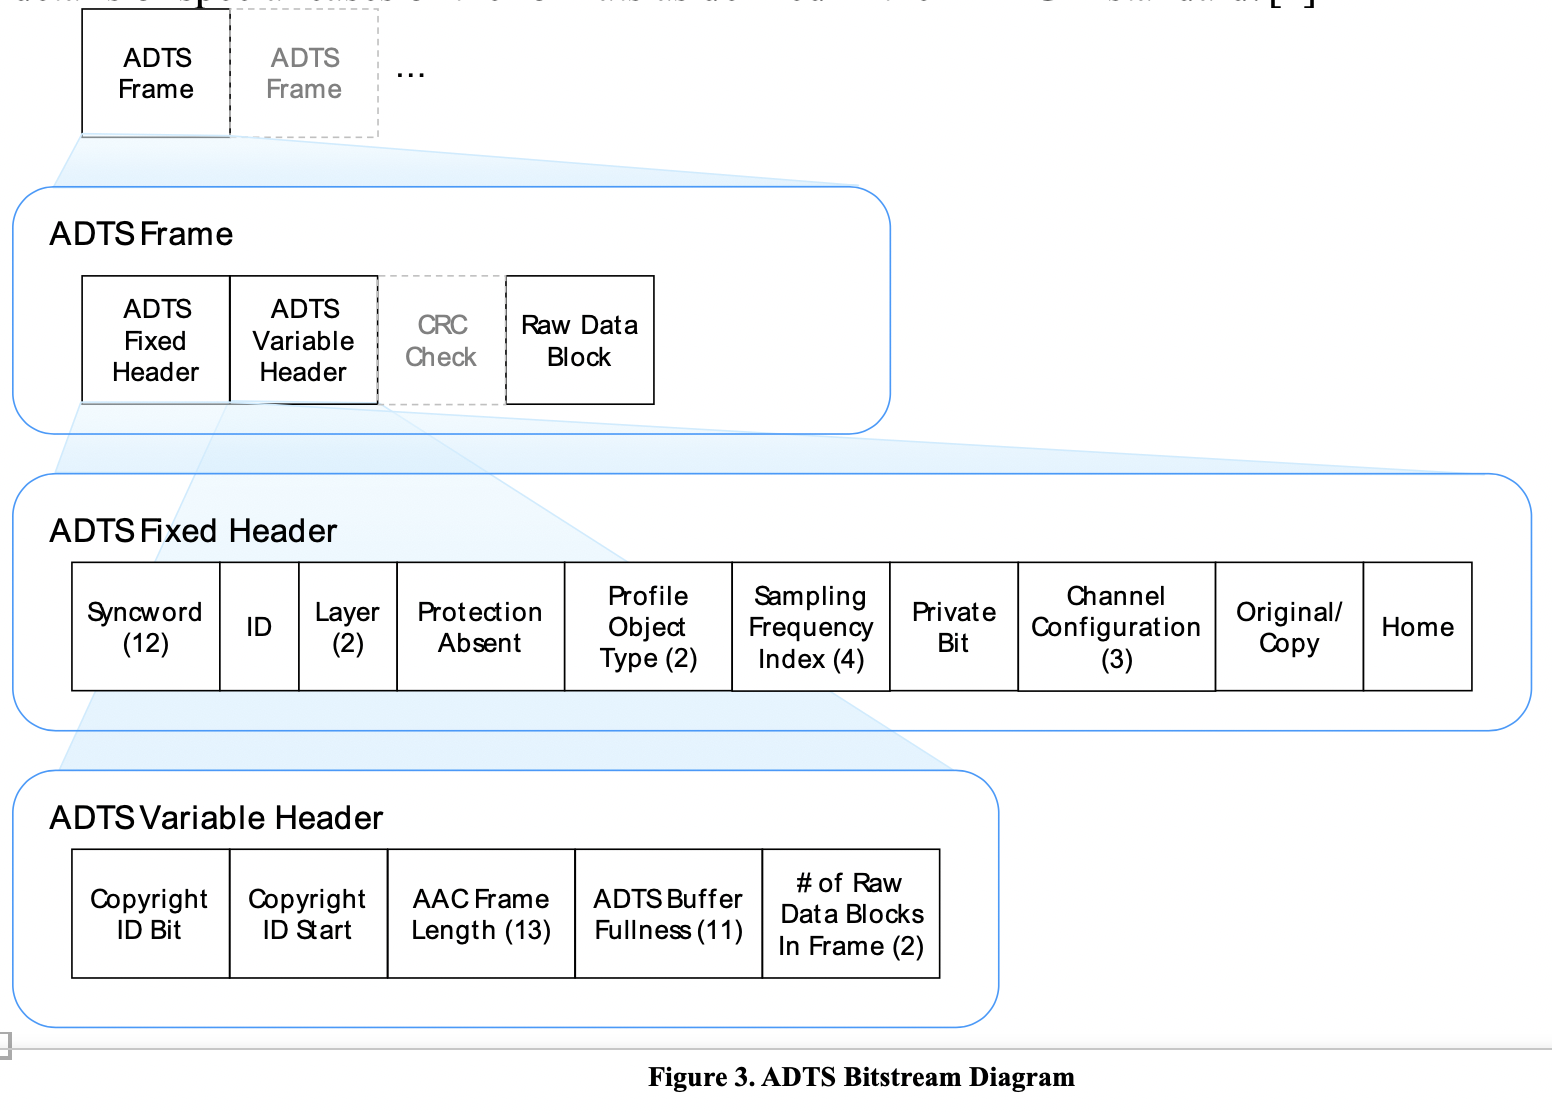 ADTS
Frame
ADTS
Frame
...
ADTS Frame
ADTS
Fixed
Header
ADTS
Variable
Header
CRC
Check
Raw Data
Block
ADTS Fixed Header
Syncword
(12)
ID
Layer
(2)
Protection
Absent
Profile
Object
Type (2)
Sampling
Frequency
Index (4)
Private
Bit
Channel
Configuration
(3)
Original/
Copy
Home
ADTS Variable Header
Copyright
ID Bit
Copyright
ID Start
AAC Frame
Length (13)
ADTS Buffer
Fullness (11)
# of Raw
Data Blocks
In Frame (2)
Figure 3. ADTS Bitstream Diagram